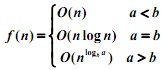 f(n) = { O(n) a < b
O(n log n) a = b
O(n^{log_b a}) a > b